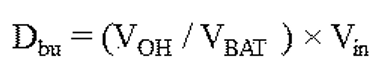 D_bu = (V_OH / V_BAT ) × V_in